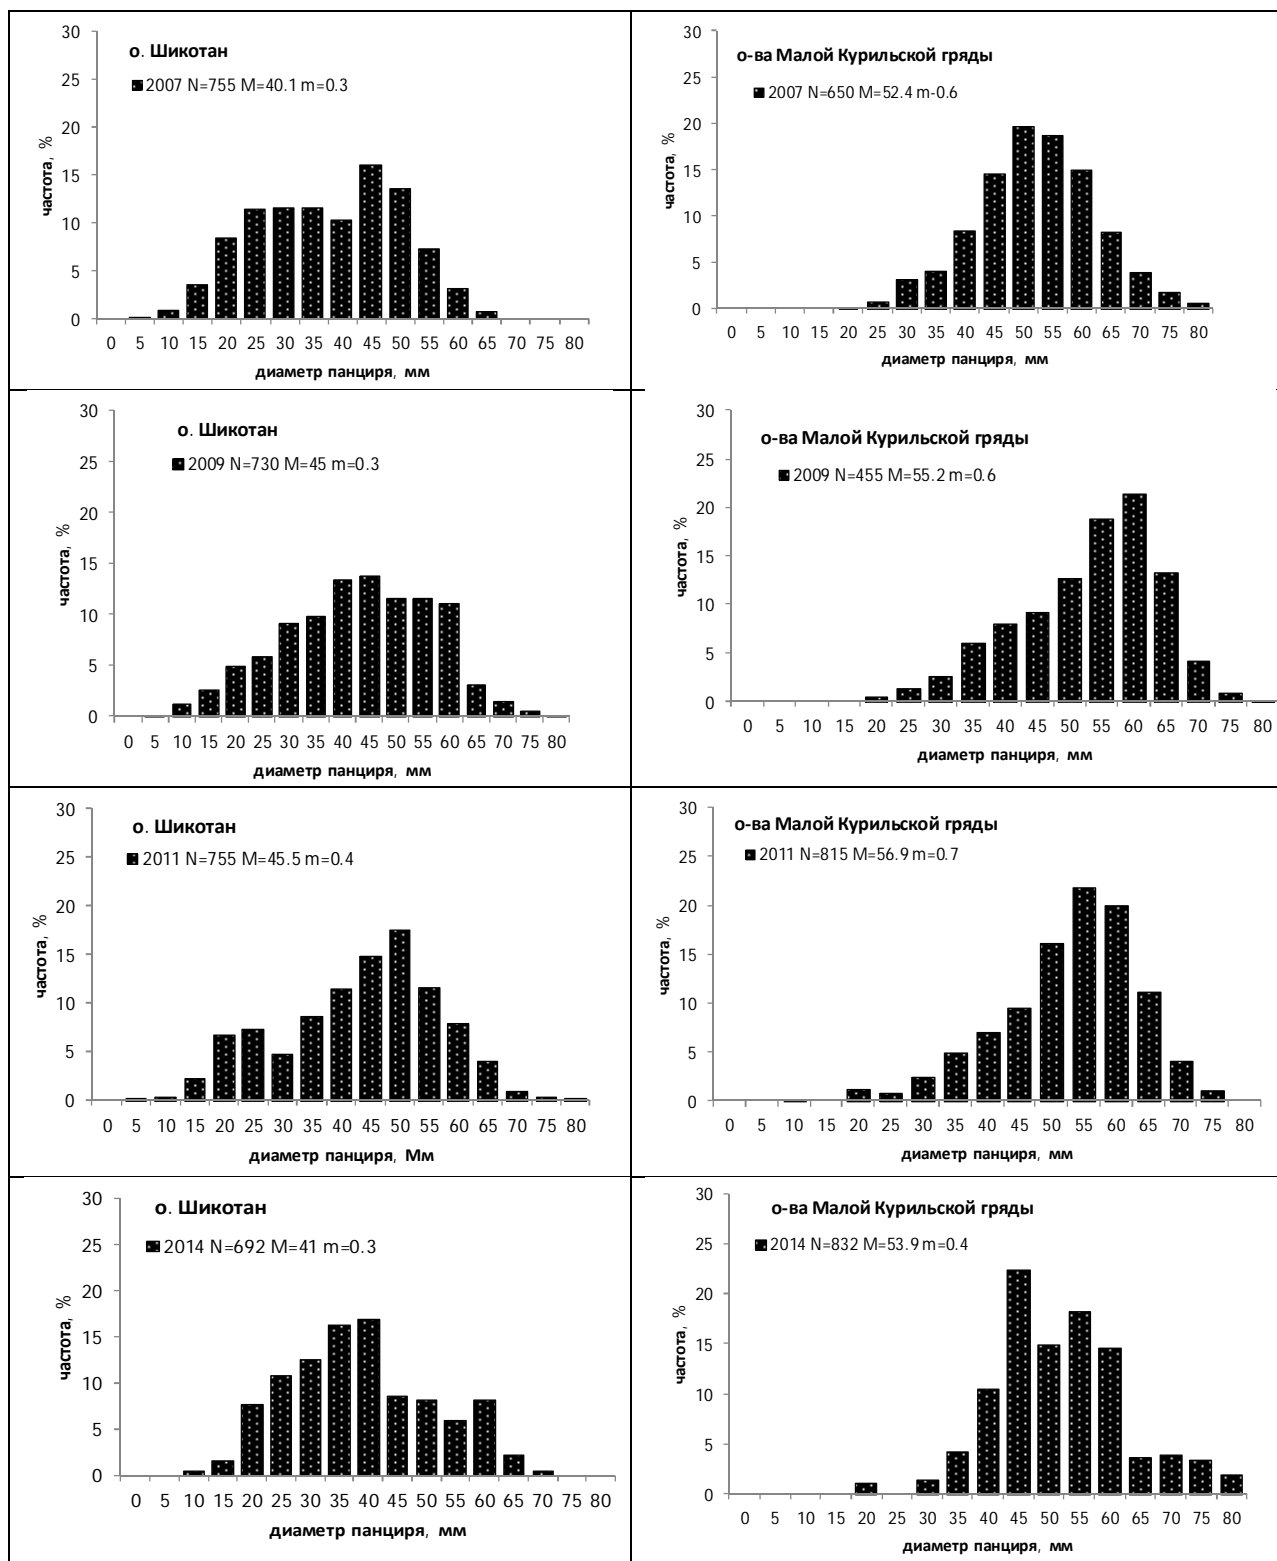 о. Шикотан
2007 N=755 M=40.1 m=0.3
частота, %
30
25
20
15
10
5
0
0 5 10 15 20 25 30 35 40 45 50 55 60 65 70 75 80
диаметр панциря, мм
о-ва Малой Курильской гряды
2007 N=650 M=52.4 m-0.6
частота, %
30
25
20
15
10
5
0
0 5 10 15 20 25 30 35 40 45 50 55 60 65 70 75 80
диаметр панциря, мм
о. Шикотан
2009 N=730 M=45 m=0.3
частота, %
30
25
20
15
10
5
0
0 5 10 15 20 25 30 35 40 45 50 55 60 65 70 75 80
диаметр панциря, мм
о-ва Малой Курильской гряды
2009 N=455 M=55.2 m=0.6
частота, %
30
25
20
15
10
5
0
0 5 10 15 20 25 30 35 40 45 50 55 60 65 70 75 80
диаметр панциря, мм
о. Шикотан
2011 N=755 M=45.5 m=0.4
частота, %
30
25
20
15
10
5
0
0 5 10 15 20 25 30 35 40 45 50 55 60 65 70 75 80
диаметр панциря, Мм
о-ва Малой Курильской гряды
2011 N=815 M=56.9 m=0.7
частота, %
30
25
20
15
10
5
0
0 5 10 15 20 25 30 35 40 45 50 55 60 65 70 75 80
диаметр панциря, мм
о. Шикотан
2014 N=692 M=41 m=0.3
частота, %
30
25
20
15
10
5
0
0 5 10 15 20 25 30 35 40 45 50 55 60 65 70 75 80
диаметр панциря, мм
о-ва Малой Курильской гряды
2014 N=832 M=53.9 m=0.4
частота, %
30
25
20
15
10
5
0
0 5 10 15 20 25 30 35 40 45 50 55 60 65 70 75 80
диаметр панциря, мм